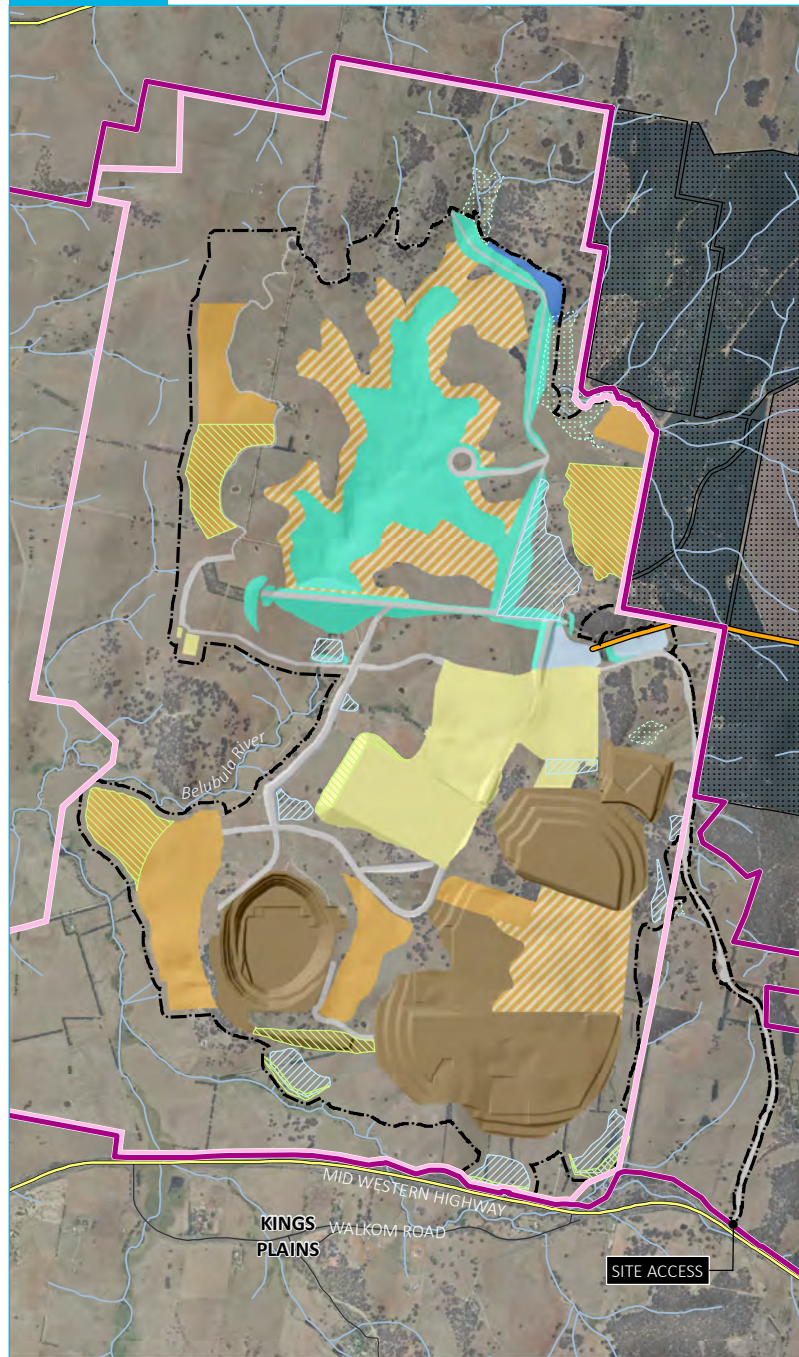 Belubula River
MID WESTERN HIGHWAY
KINGS
PLAINS
WALKOM ROAD
SITE ACCESS